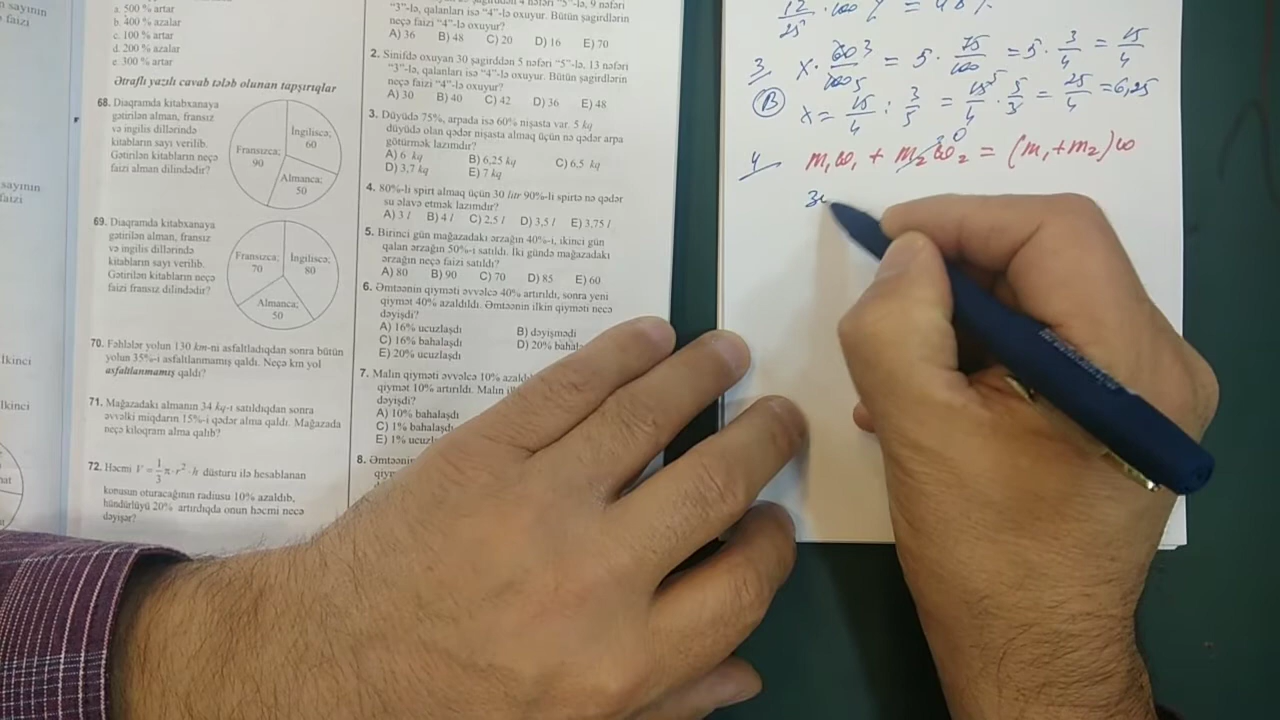 sayının
faizi
sayının
faizi
İkinci
İkinci
a. 500 % artar
b. 400 % azalar
c. 100 % artar
d. 200 % azalar
e. 300 % artar
Ətraflı yazılı cavab tələb olunan tapşırıqlar
68. Diaqramda kitabxanaya
gətirilən alman, fransız
və ingilis dillərində
kitabların sayı verilib.
Gətirilən kitabların neçə
faizi alman dilindədir?
İngiliscə;
60
Fransızca;
90
Almanca;
50
69. Diaqramda kitabxanaya
gətirilən alman, fransız
və ingilis dillərində
kitabların sayı verilib.
Gətirilən kitabların neçə
faizi fransız dilindədir?
Fransızca;
70
İngiliscə;
80
Almanca;
50
70. Fəhlələr yolun 130 km-ni asfaltladıqdan sonra bütün
yolun 35%-i asfaltlanmamış qaldı. Neçə km yol
asfaltlanmamış qaldı?
71. Mağazadakı almanın 34 kq-ı satıldıqdan sonra
əvvəlki miqdarın 15%-i qədər alma qaldı. Mağazada
neçə kiloqram alma qalıb?
72. Həcmi V = 1/3 π · r² · h düsturu ilə hesablanan
konusun oturacağının radiusu 10% azaldıb,
hündürlüyü 20% artırdıqda onun həcmi necə
dəyişər?
4 nəfəri "5"-lə, 9 nəfəri
"3"-lə, qalanları isə "4"-lə oxuyur. Bütün şagirdlərin
neçə faizi "4"-lə oxuyur?
A) 36 B) 48 C) 20 D) 16 E) 70
2. Sinifdə oxuyan 30 şagirddən 5 nəfəri "5"-lə, 13 nəfəri
"3"-lə, qalanları isə "4"-lə oxuyur. Bütün şagirdlərin
neçə faizi "4"-lə oxuyur?
A) 30 B) 40 C) 42 D) 36 E) 48
3. Düyüdə 75%, arpada isə 60% nişasta var. 5 kq
düyüdə olan qədər nişasta almaq üçün nə qədər arpa
götürmək lazımdır?
A) 6 kq B) 6,25 kq C) 6,5 kq
D) 3,7 kq E) 7 kq
4. 80%-li spirt almaq üçün 30 litr 90%-li spirtə nə qədər
su əlavə etmək lazımdır?
A) 3 l B) 4 l C) 2,5 l D) 3,5 l E) 3,75 l
5. Birinci gün mağazadakı ərzağın 40%-i, ikinci gün
qalan ərzağın 50%-i satıldı. İki gündə mağazadakı
ərzağın neçə faizi satıldı?
A) 80 B) 90 C) 70 D) 85 E) 60
6. Əmtəənin qiyməti əvvəlcə 40% artırıldı, sonra yeni
qiymət 40% azaldıldı. Əmtəənin ilkin qiyməti necə
dəyişdi?
A) 16% ucuzlaşdı B) dəyişmədi
C) 16% bahalaşdı D) 20% bahal
E) 20% ucuzlaşdı
7. Malın qiyməti əvvəlcə 10%
qiymət 10% artırıldı. Malın
dəyişdi?
A) 10% bahalaşdı
C) 1% bahalaşdı
E) 1% ucuzl
8. Əmtəənin
12/25 · 100% = 48%
3 x · 60/100 = 5 · 75/100 = 5 · 3/4 = 15/4
B x = 15/4 : 3/5 = 15/4 · 5/3 = 25/4 = 6,25
4 m₁ω₁ + m₂ω₂ = (m₁+m₂)ω